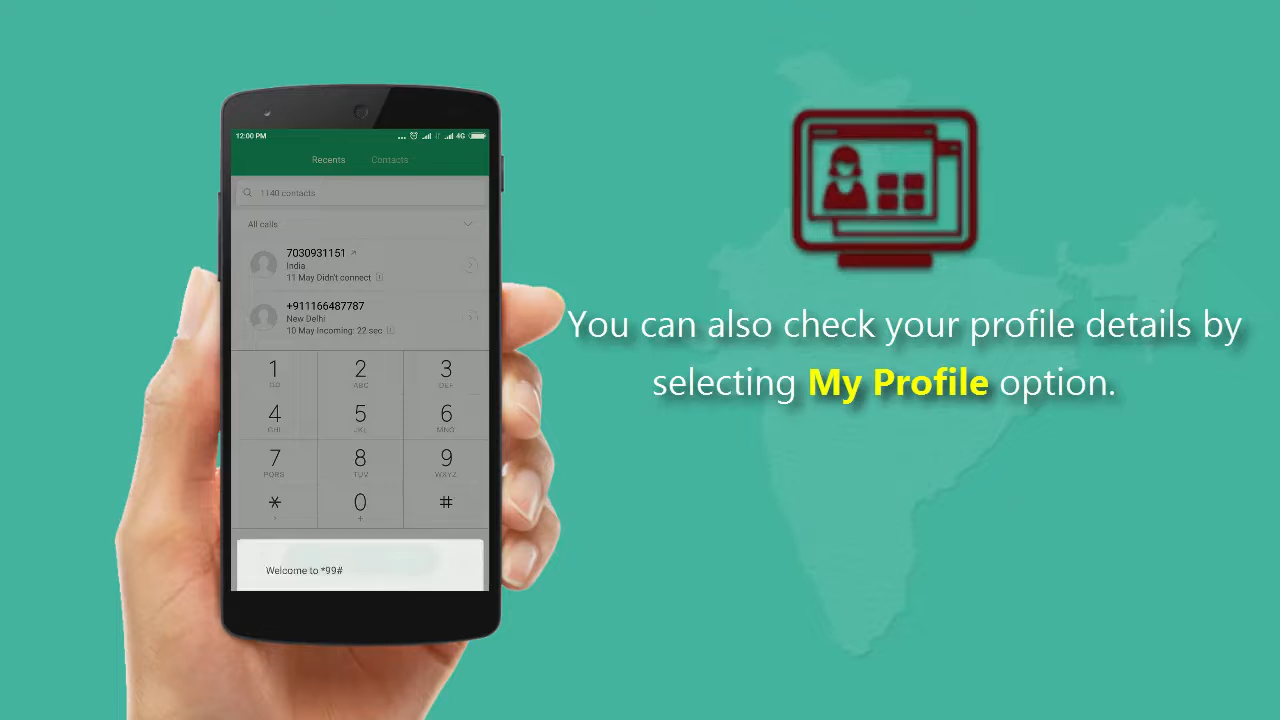 12:00 PM ... 4G
Recents Contacts
1140 contacts
All calls
7030931151
India
11 May Didn't connect
+911166487787
New Delhi
10 May Incoming: 22 sec
1 2 3
OO ABC DEF
4 5 6
GHI JKL MNO
7 8 9
PQRS TUV WXYZ
* 0 #
, +
Welcome to *99#
You can also check your profile details by
selecting My Profile option.